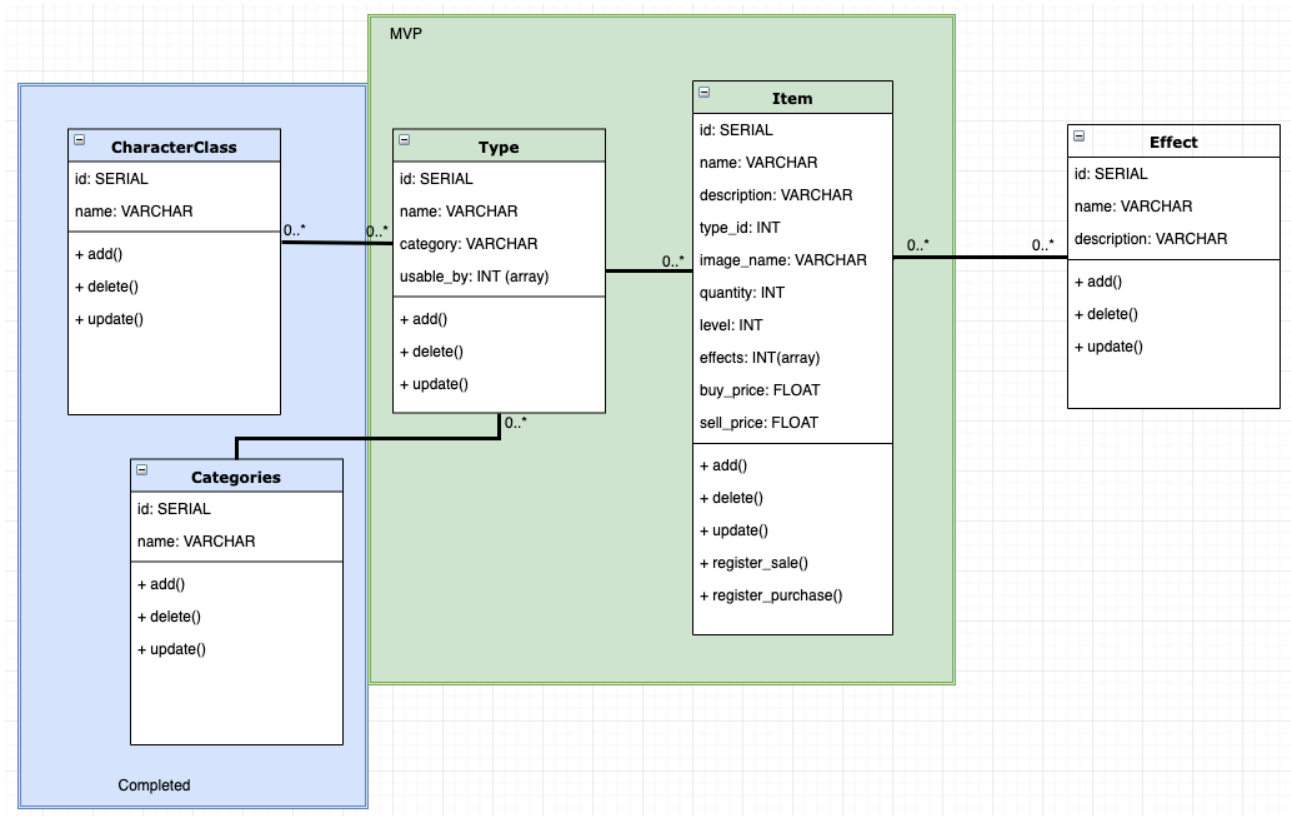 MVP
CharacterClass
id: SERIAL
name: VARCHAR
+ add()
+ delete()
+ update()
0..*
0..*
Type
id: SERIAL
name: VARCHAR
category: VARCHAR
usable_by: INT (array)
+ add()
+ delete()
+ update()
0..*
0..*
Item
id: SERIAL
name: VARCHAR
description: VARCHAR
type_id: INT
image_name: VARCHAR
quantity: INT
level: INT
effects: INT(array)
buy_price: FLOAT
sell_price: FLOAT
+ add()
+ delete()
+ update()
+ register_sale()
+ register_purchase()
0..*
0..*
Effect
id: SERIAL
name: VARCHAR
description: VARCHAR
+ add()
+ delete()
+ update()
Categories
id: SERIAL
name: VARCHAR
+ add()
+ delete()
+ update()
Completed